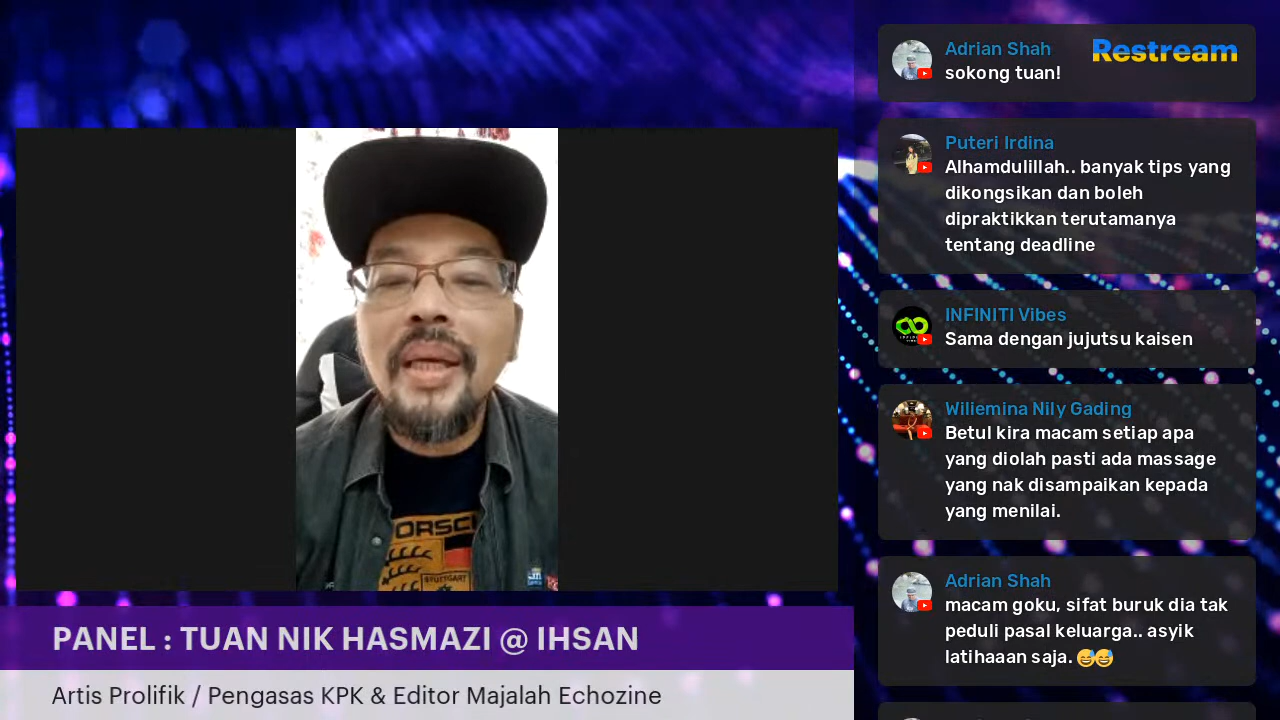 Restream
Adrian Shah
sokong tuan!
Puteri Irdina
Alhamdulillah.. banyak tips yang
dikongsikan dan boleh
dipraktikkan terutamanya
tentang deadline
INFINITI Vibes
Sama dengan jujutsu kaisen
Wiliemina Nily Gading
Betul kira macam setiap apa
yang diolah pasti ada massage
yang nak disampaikan kepada
yang menilai.
Adrian Shah
macam goku, sifat buruk dia tak
peduli pasal keluarga.. asyik
latihaaan saja. 😅😅
ORSC
STUTTGART
PANEL : TUAN NIK HASMAZI @ IHSAN
Artis Prolifik / Pengasas KPK & Editor Majalah Echozine